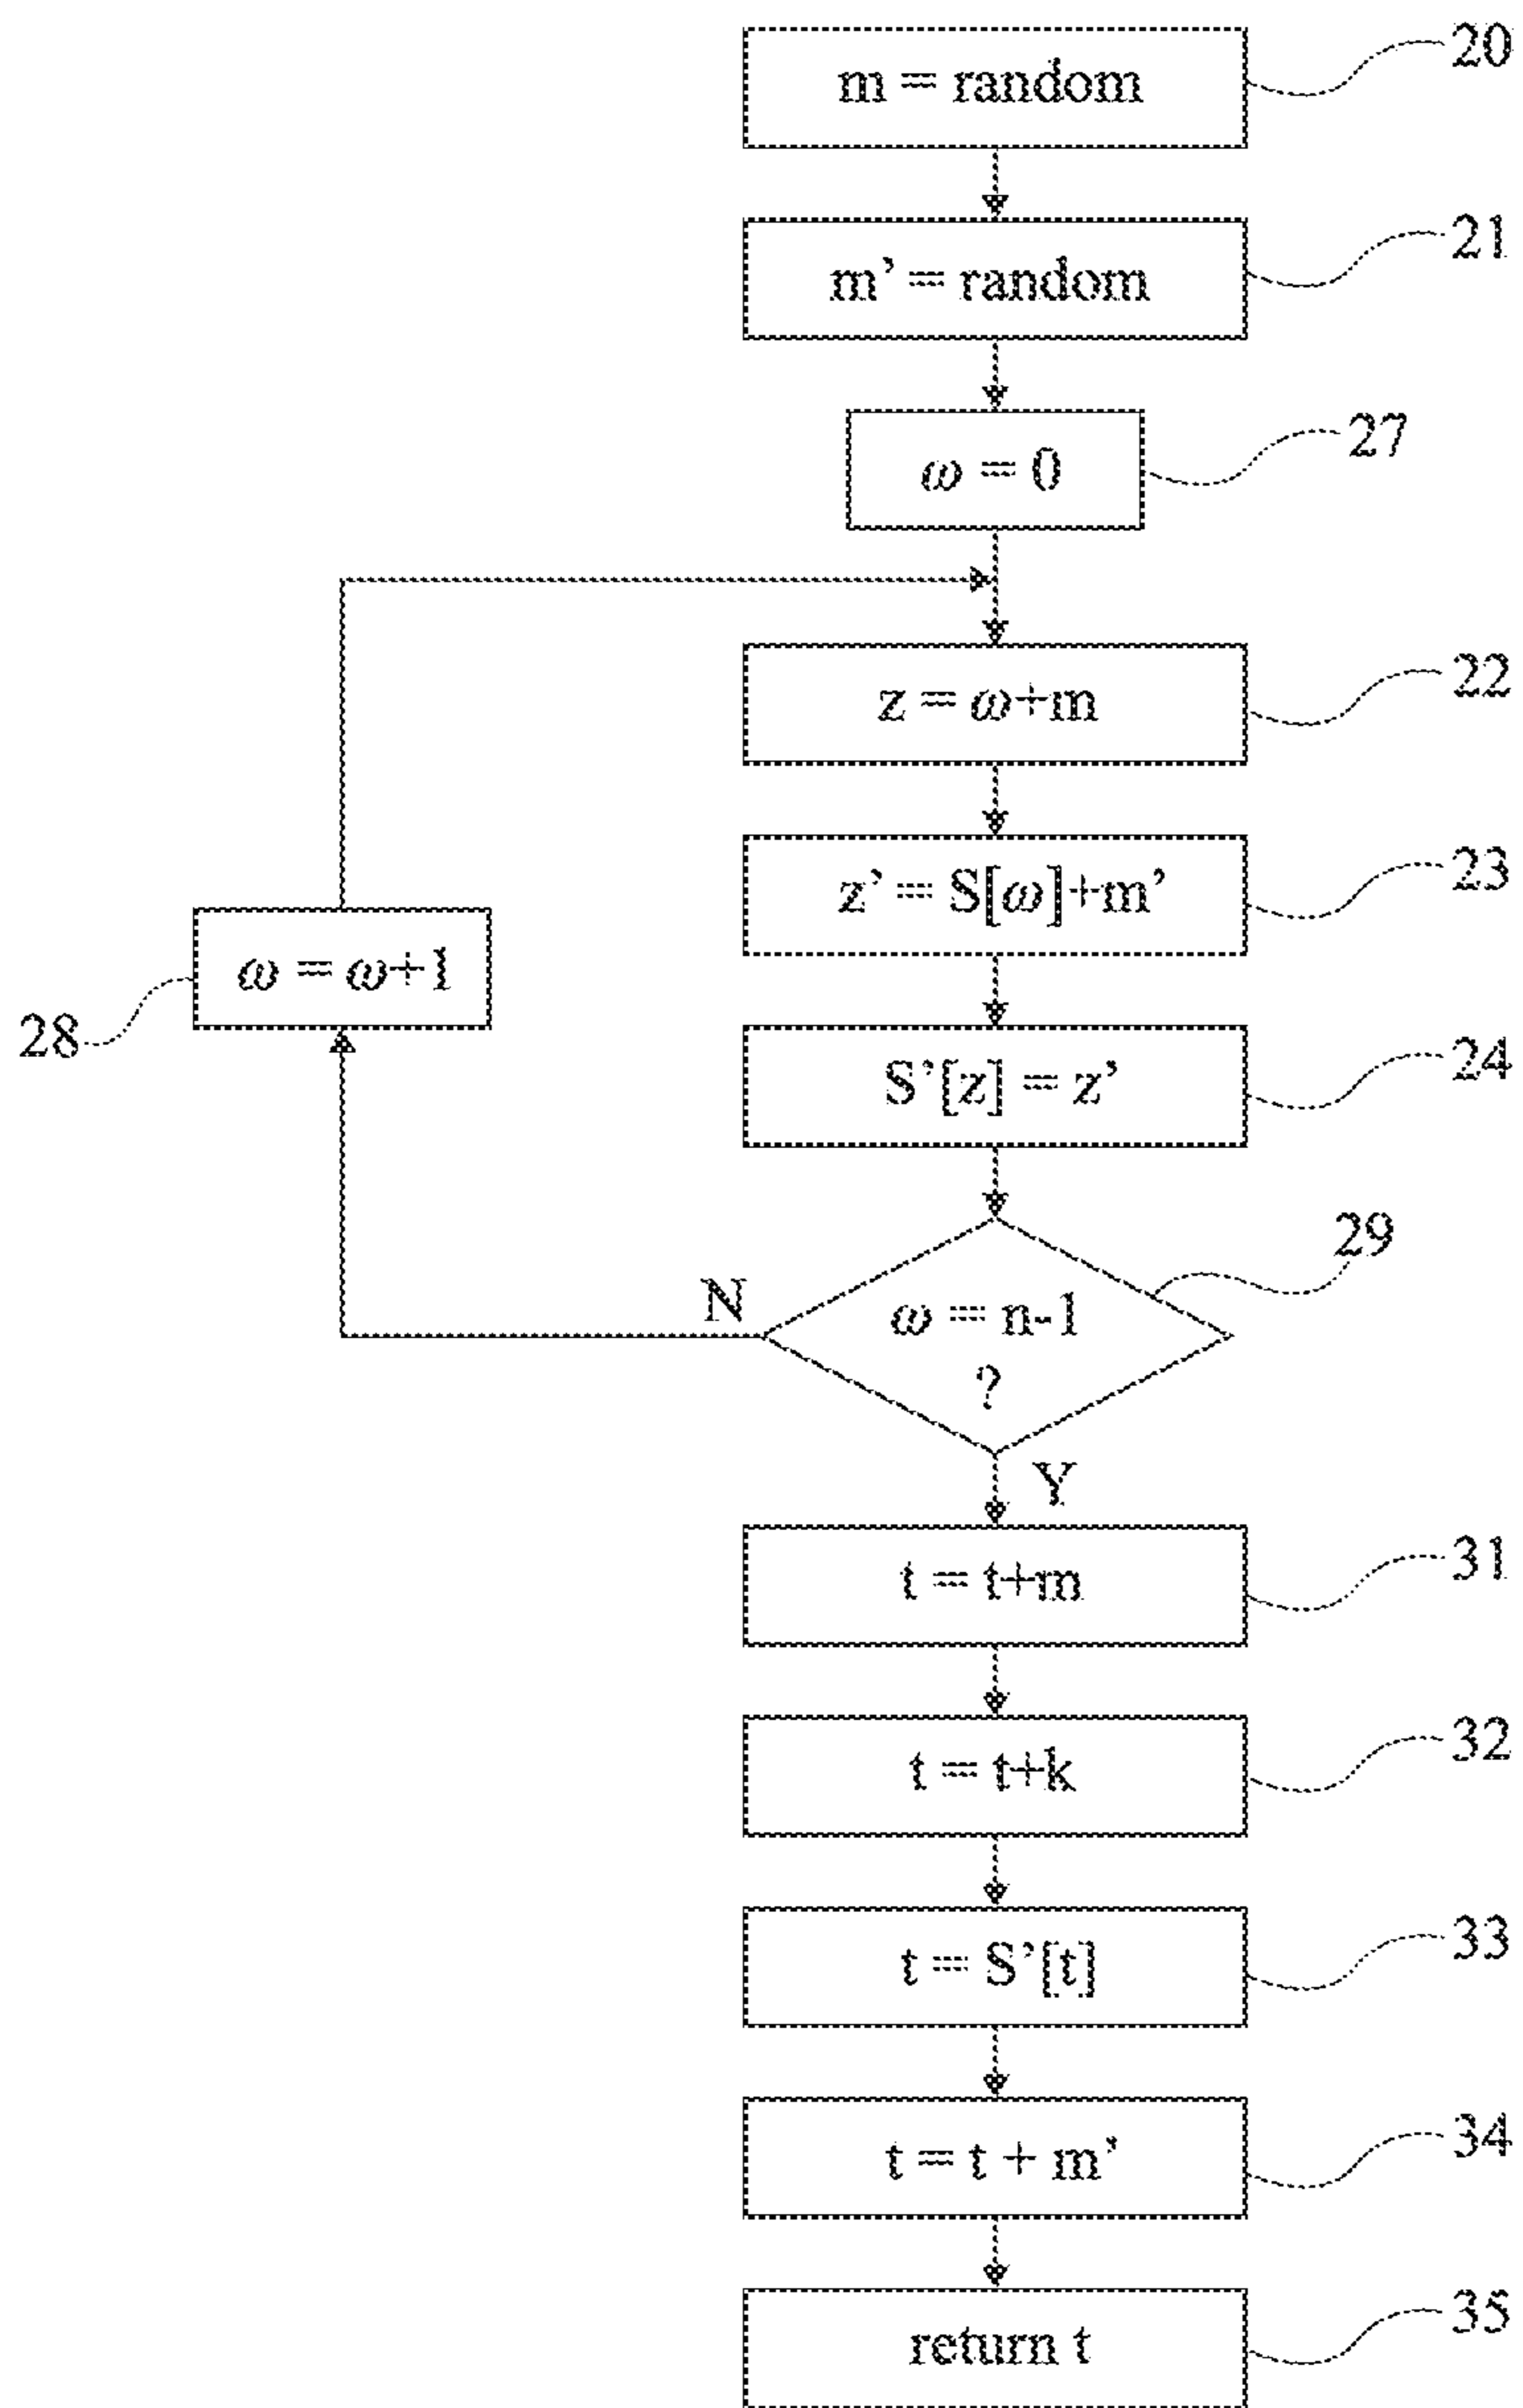 m = random
20
m’ = random
21
ω = 0
27
z = ω+m
22
z’ = S[ω]+m’
23
ω = ω+1
28
S’[z] = z’
24
29
N
ω = n-1
?
Y
t = t+m
31
t = t+k
32
t = S’[t]
33
t = t + m’
34
return t
35